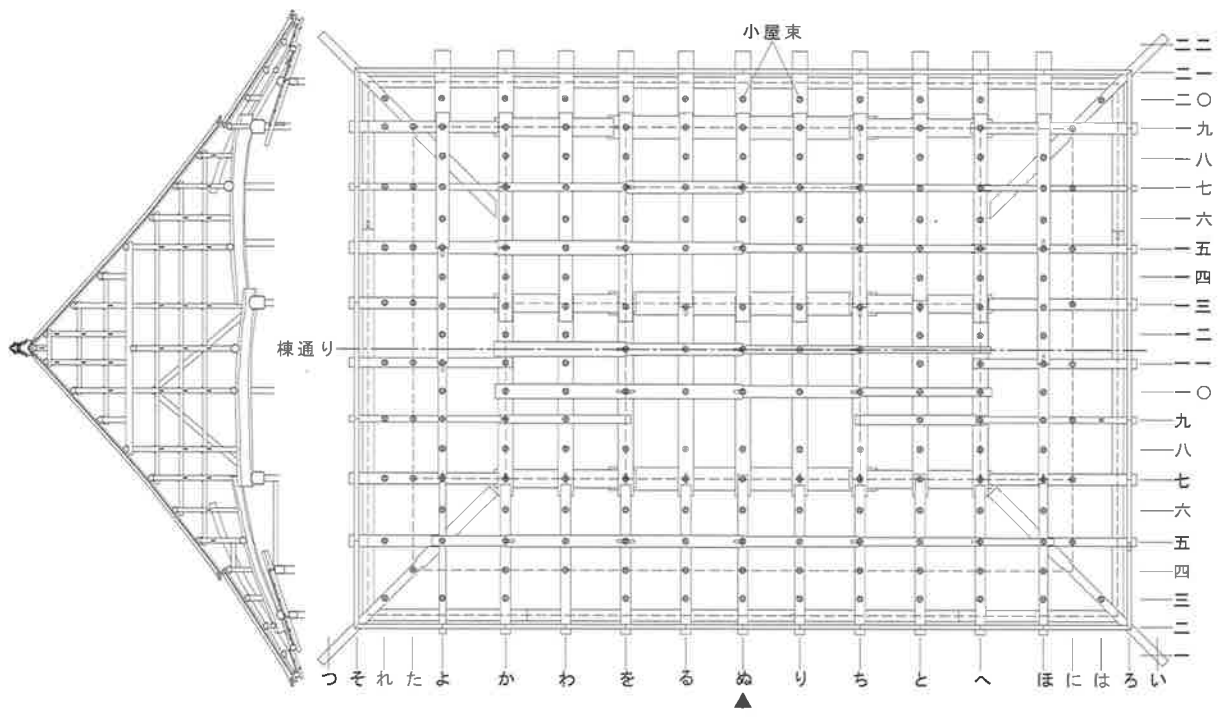 小屋束
棟通り
二二
二一
二〇
一九
一八
一七
一六
一五
一四
一三
一二
一一
一〇
九
八
七
六
五
四
三
二
一
つ そ れ た よ か わ を る ぬ り ち と へ ほ に は ろ い